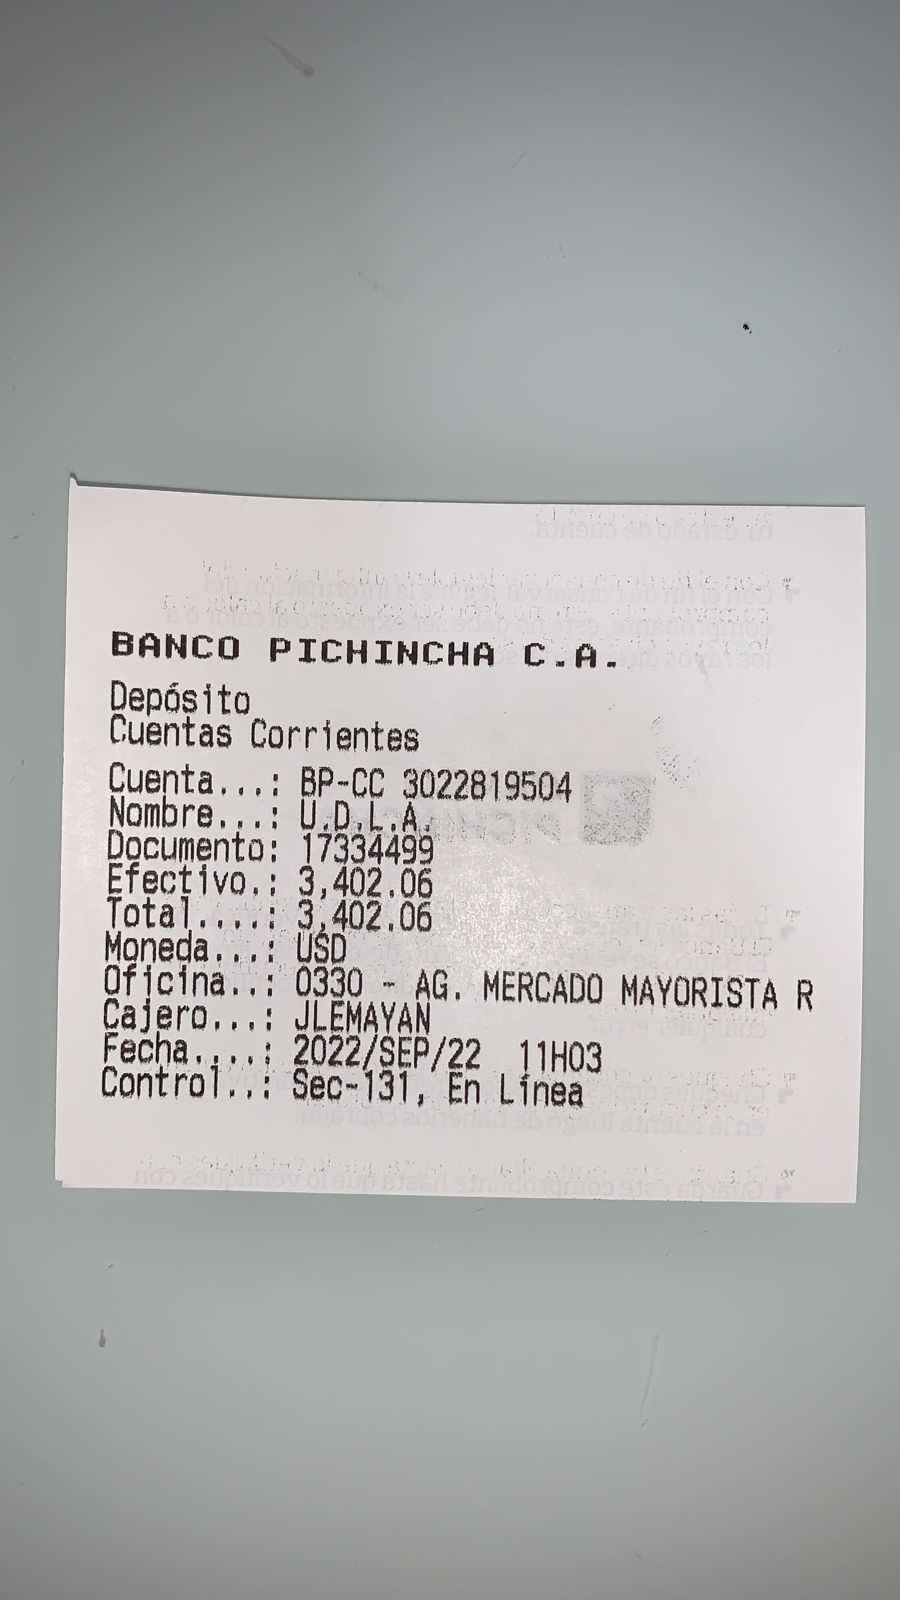 BANCO PICHINCHA C.A.
Depósito
Cuentas Corrientes
Cuenta...: BP-CC 3022819504
Nombre...: U.D.L.A.
Documento: 17334499
Efectivo.: 3,402.06
Total....: 3,402.06
Moneda...: USD
Oficina..: 0330 - AG. MERCADO MAYORISTA R
Cajero...: JLEMAYAN
Fecha....: 2022/SEP/22 11H03
Control..: Sec-131, En Línea